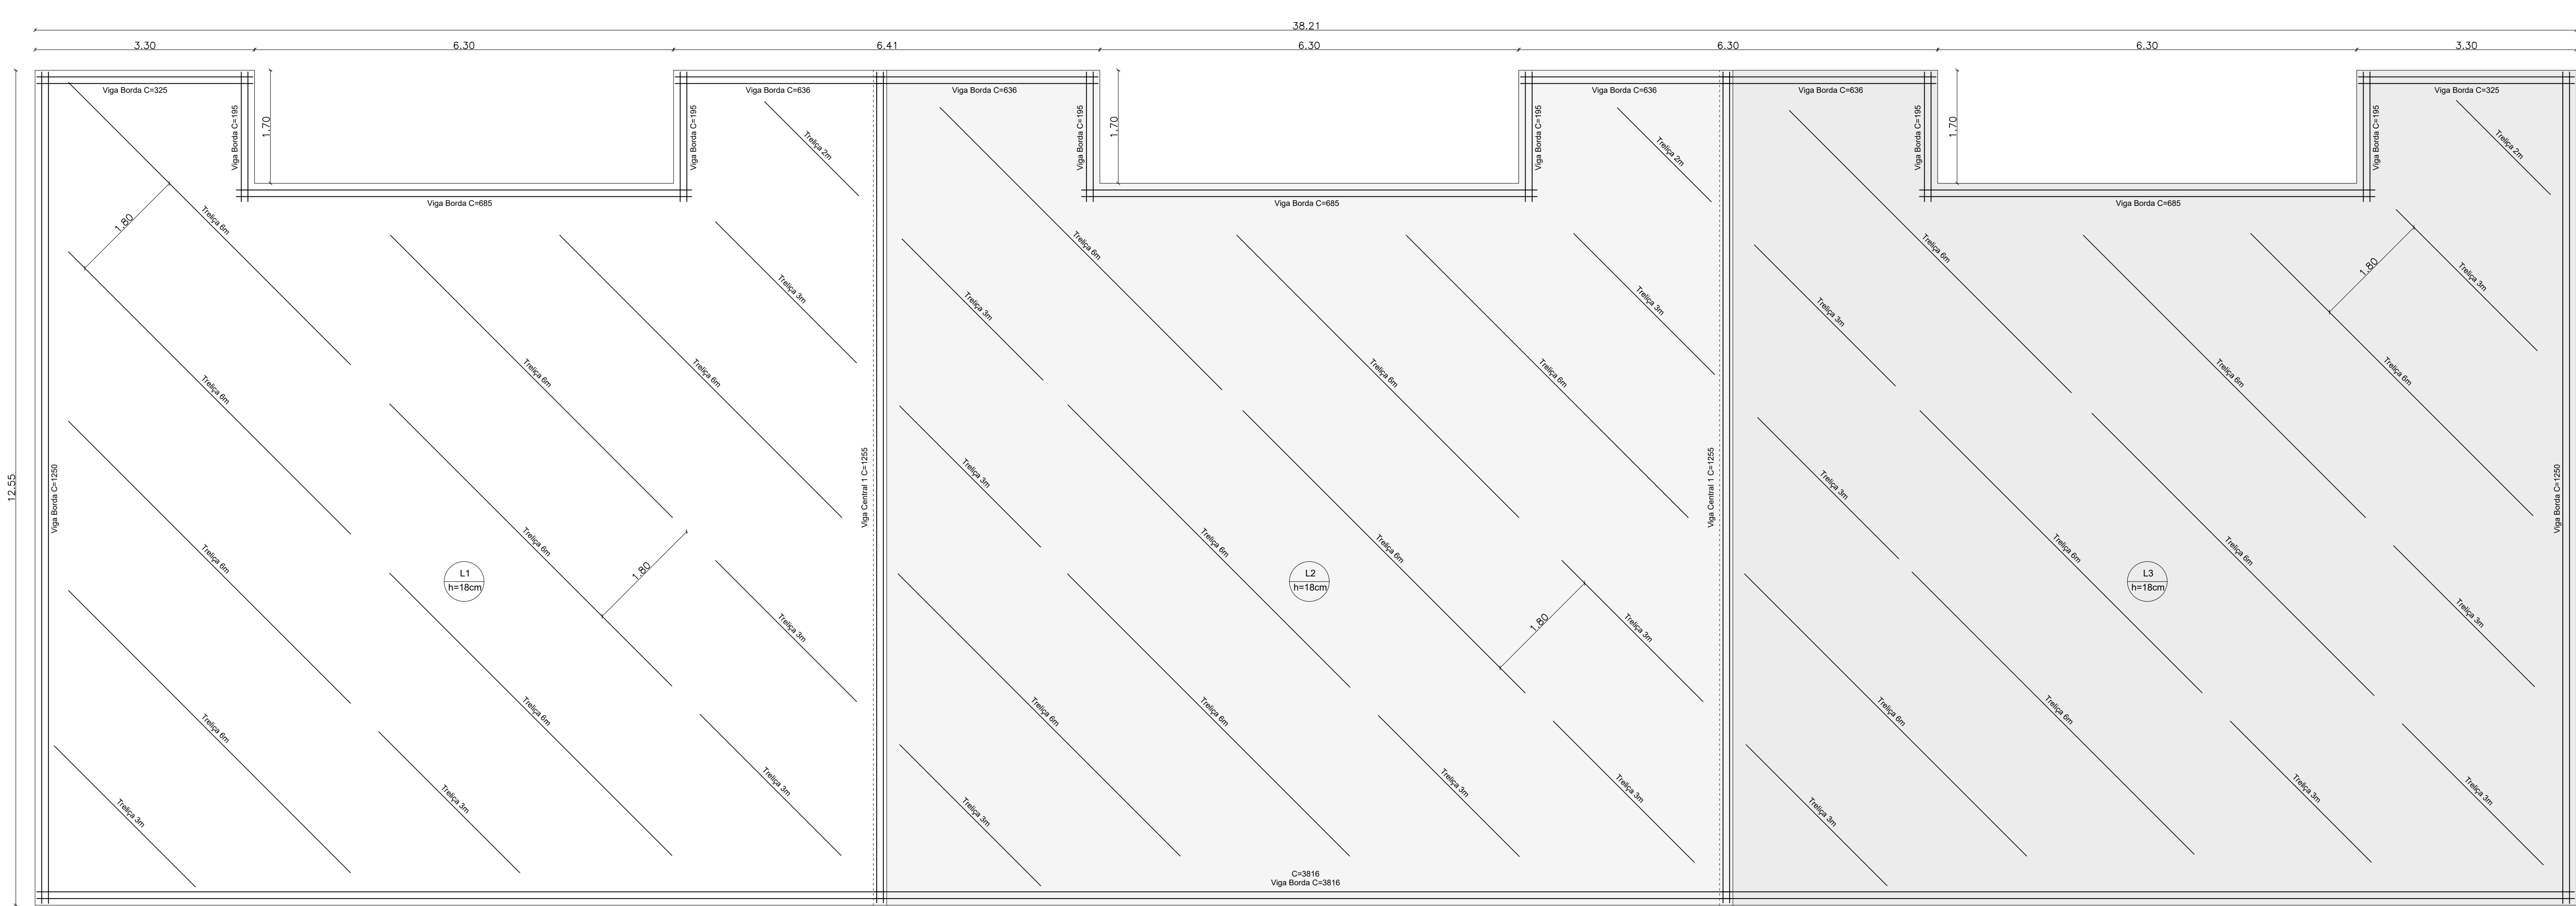 38.21
3.30
6.30
6.41
6.30
6.30
6.30
3.30
Viga Borda C=325
Viga Borda C=636
Viga Borda C=636
Viga Borda C=636
Viga Borda C=636
Viga Borda C=325
Viga Borda C=195
1.70
Viga Borda C=195
Viga Borda C=195
1.70
Viga Borda C=195
Viga Borda C=195
1.70
Viga Borda C=195
Treliça 2m
Treliça 2m
Treliça 2m
Viga Borda C=685
Viga Borda C=685
Viga Borda C=685
1.80
Treliça 6m
Treliça 6m
Treliça 6m
1.80
Treliça 3m
Treliça 3m
Treliça 3m
Treliça 3m
Treliça 3m
Treliça 6m
Treliça 6m
Treliça 6m
Treliça 6m
Treliça 6m
Treliça 6m
Treliça 6m
Treliça 3m
Treliça 3m
12.55
Viga Borda C=1250
Viga Central 1 C=1255
Viga Central 1 C=1255
Viga Borda C=1250
Treliça 6m
Treliça 6m
Treliça 6m
Treliça 6m
Treliça 6m
Treliça 6m
1.80
L1
h=18cm
L2
h=18cm
L3
h=18cm
Treliça 3m
1.80
Treliça 3m
Treliça 3m
Treliça 6m
Treliça 6m
Treliça 6m
Treliça 6m
Treliça 6m
Treliça 6m
Treliça 3m
Treliça 3m
Treliça 3m
Treliça 3m
Treliça 3m
Treliça 3m
Treliça 3m
Treliça 3m
Treliça 3m
C=3816
Viga Borda C=3816